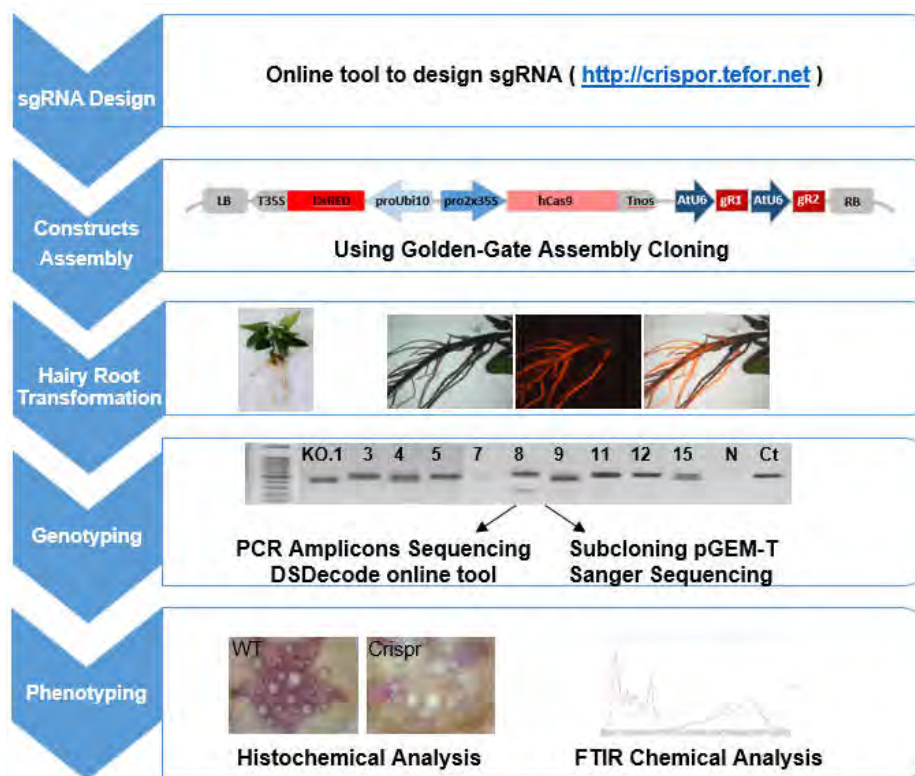 sgRNA Design
Online tool to design sgRNA ( http://crispor.tefor.net )
Constructs
Assembly
LB T35S DsRED proUbi10 pro2x35S hCas9 Tnos AtU6 gR1 AtU6 gR2 RB
Using Golden-Gate Assembly Cloning
Hairy Root
Transformation
Genotyping
KO.1 3 4 5 7 8 9 11 12 15 N Ct
PCR Amplicons Sequencing
DSDecode online tool
Subcloning pGEM-T
Sanger Sequencing
Phenotyping
WT
Crispr
Histochemical Analysis
FTIR Chemical Analysis